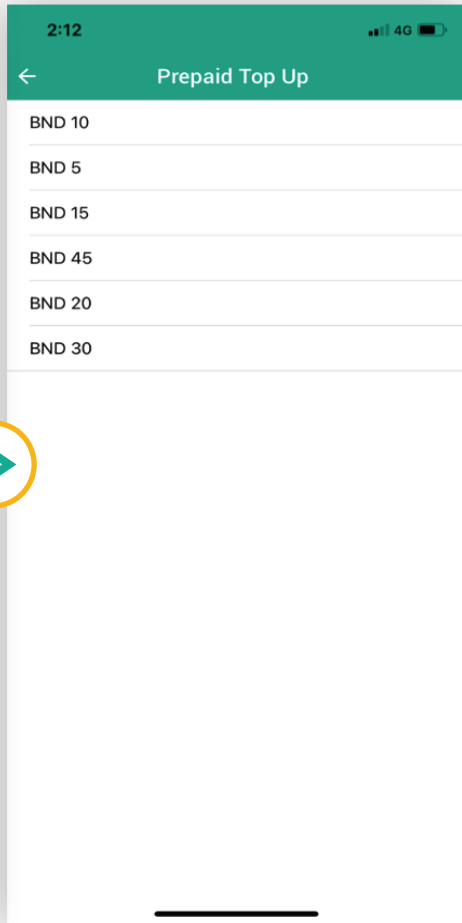 2:12 4G
Prepaid Top Up
BND 10
BND 5
BND 15
BND 45
BND 20
BND 30